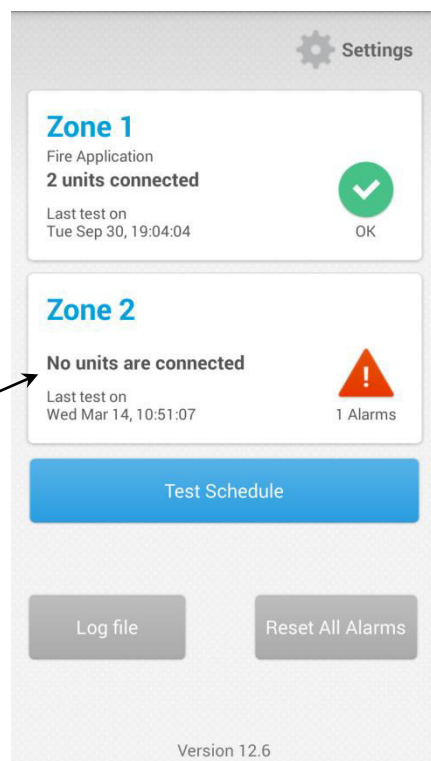 Settings
Zone 1
Fire Application
2 units connected
Last test on
Tue Sep 30, 19:04:04
OK
Zone 2
No units are connected
Last test on
Wed Mar 14, 10:51:07
1 Alarms
Test Schedule
Log file
Reset All Alarms
Version 12.6